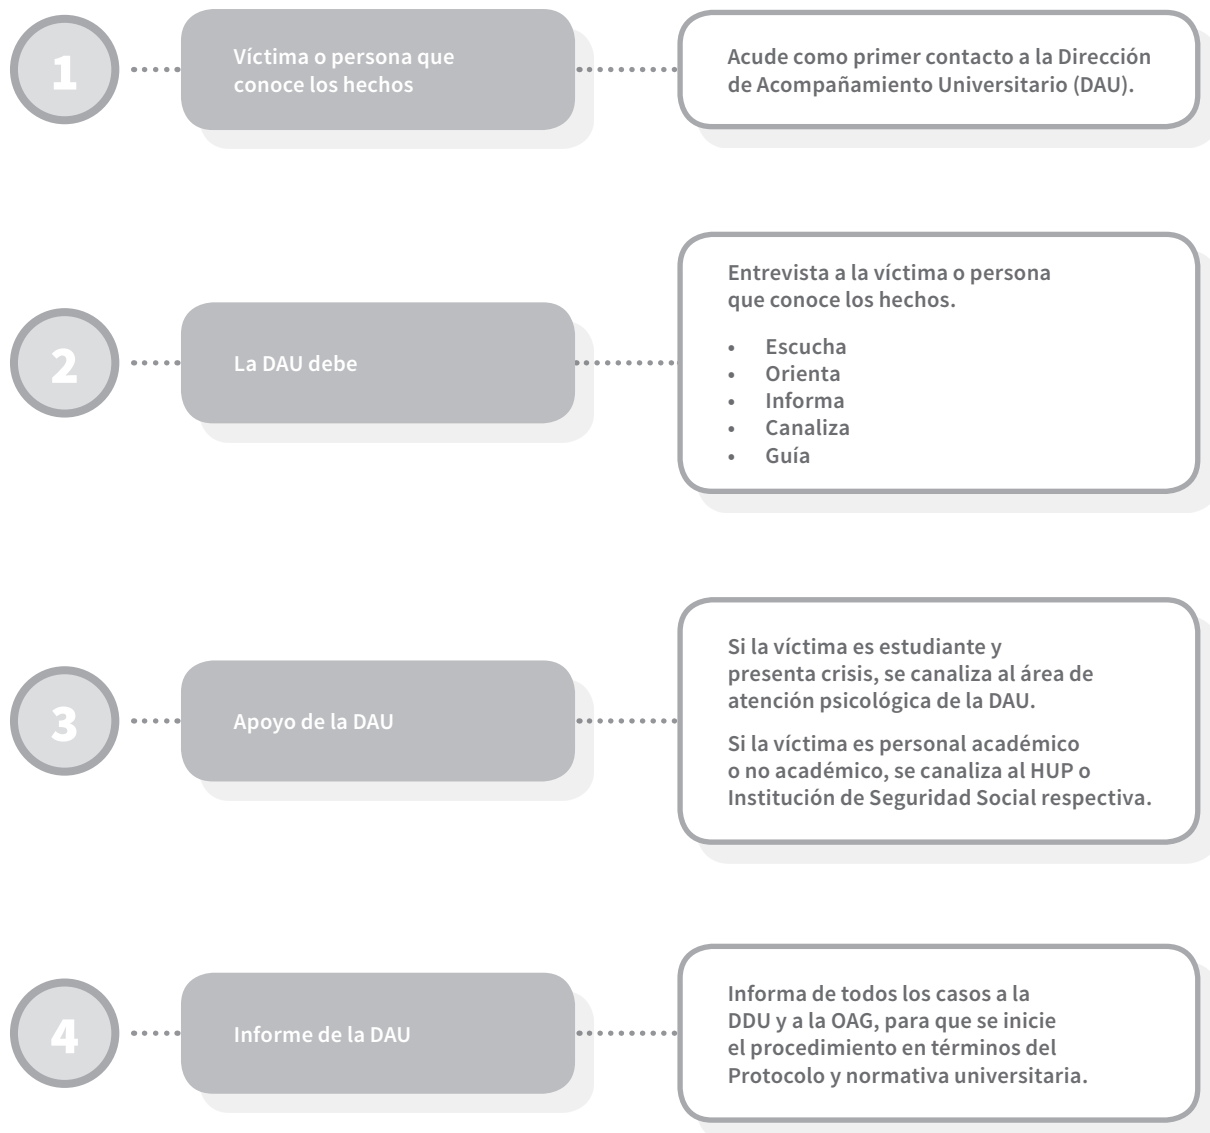 1
Víctima o persona que
conoce los hechos
Acude como primer contacto a la Dirección
de Acompañamiento Universitario (DAU).
2
La DAU debe
Entrevista a la víctima o persona
que conoce los hechos.
• Escucha
• Orienta
• Informa
• Canaliza
• Guía
3
Apoyo de la DAU
Si la víctima es estudiante y
presenta crisis, se canaliza al área de
atención psicológica de la DAU.
Si la víctima es personal académico
o no académico, se canaliza al HUP o
Institución de Seguridad Social respectiva.
4
Informe de la DAU
Informa de todos los casos a la
DDU y a la OAG, para que se inicie
el procedimiento en términos del
Protocolo y normativa universitaria.